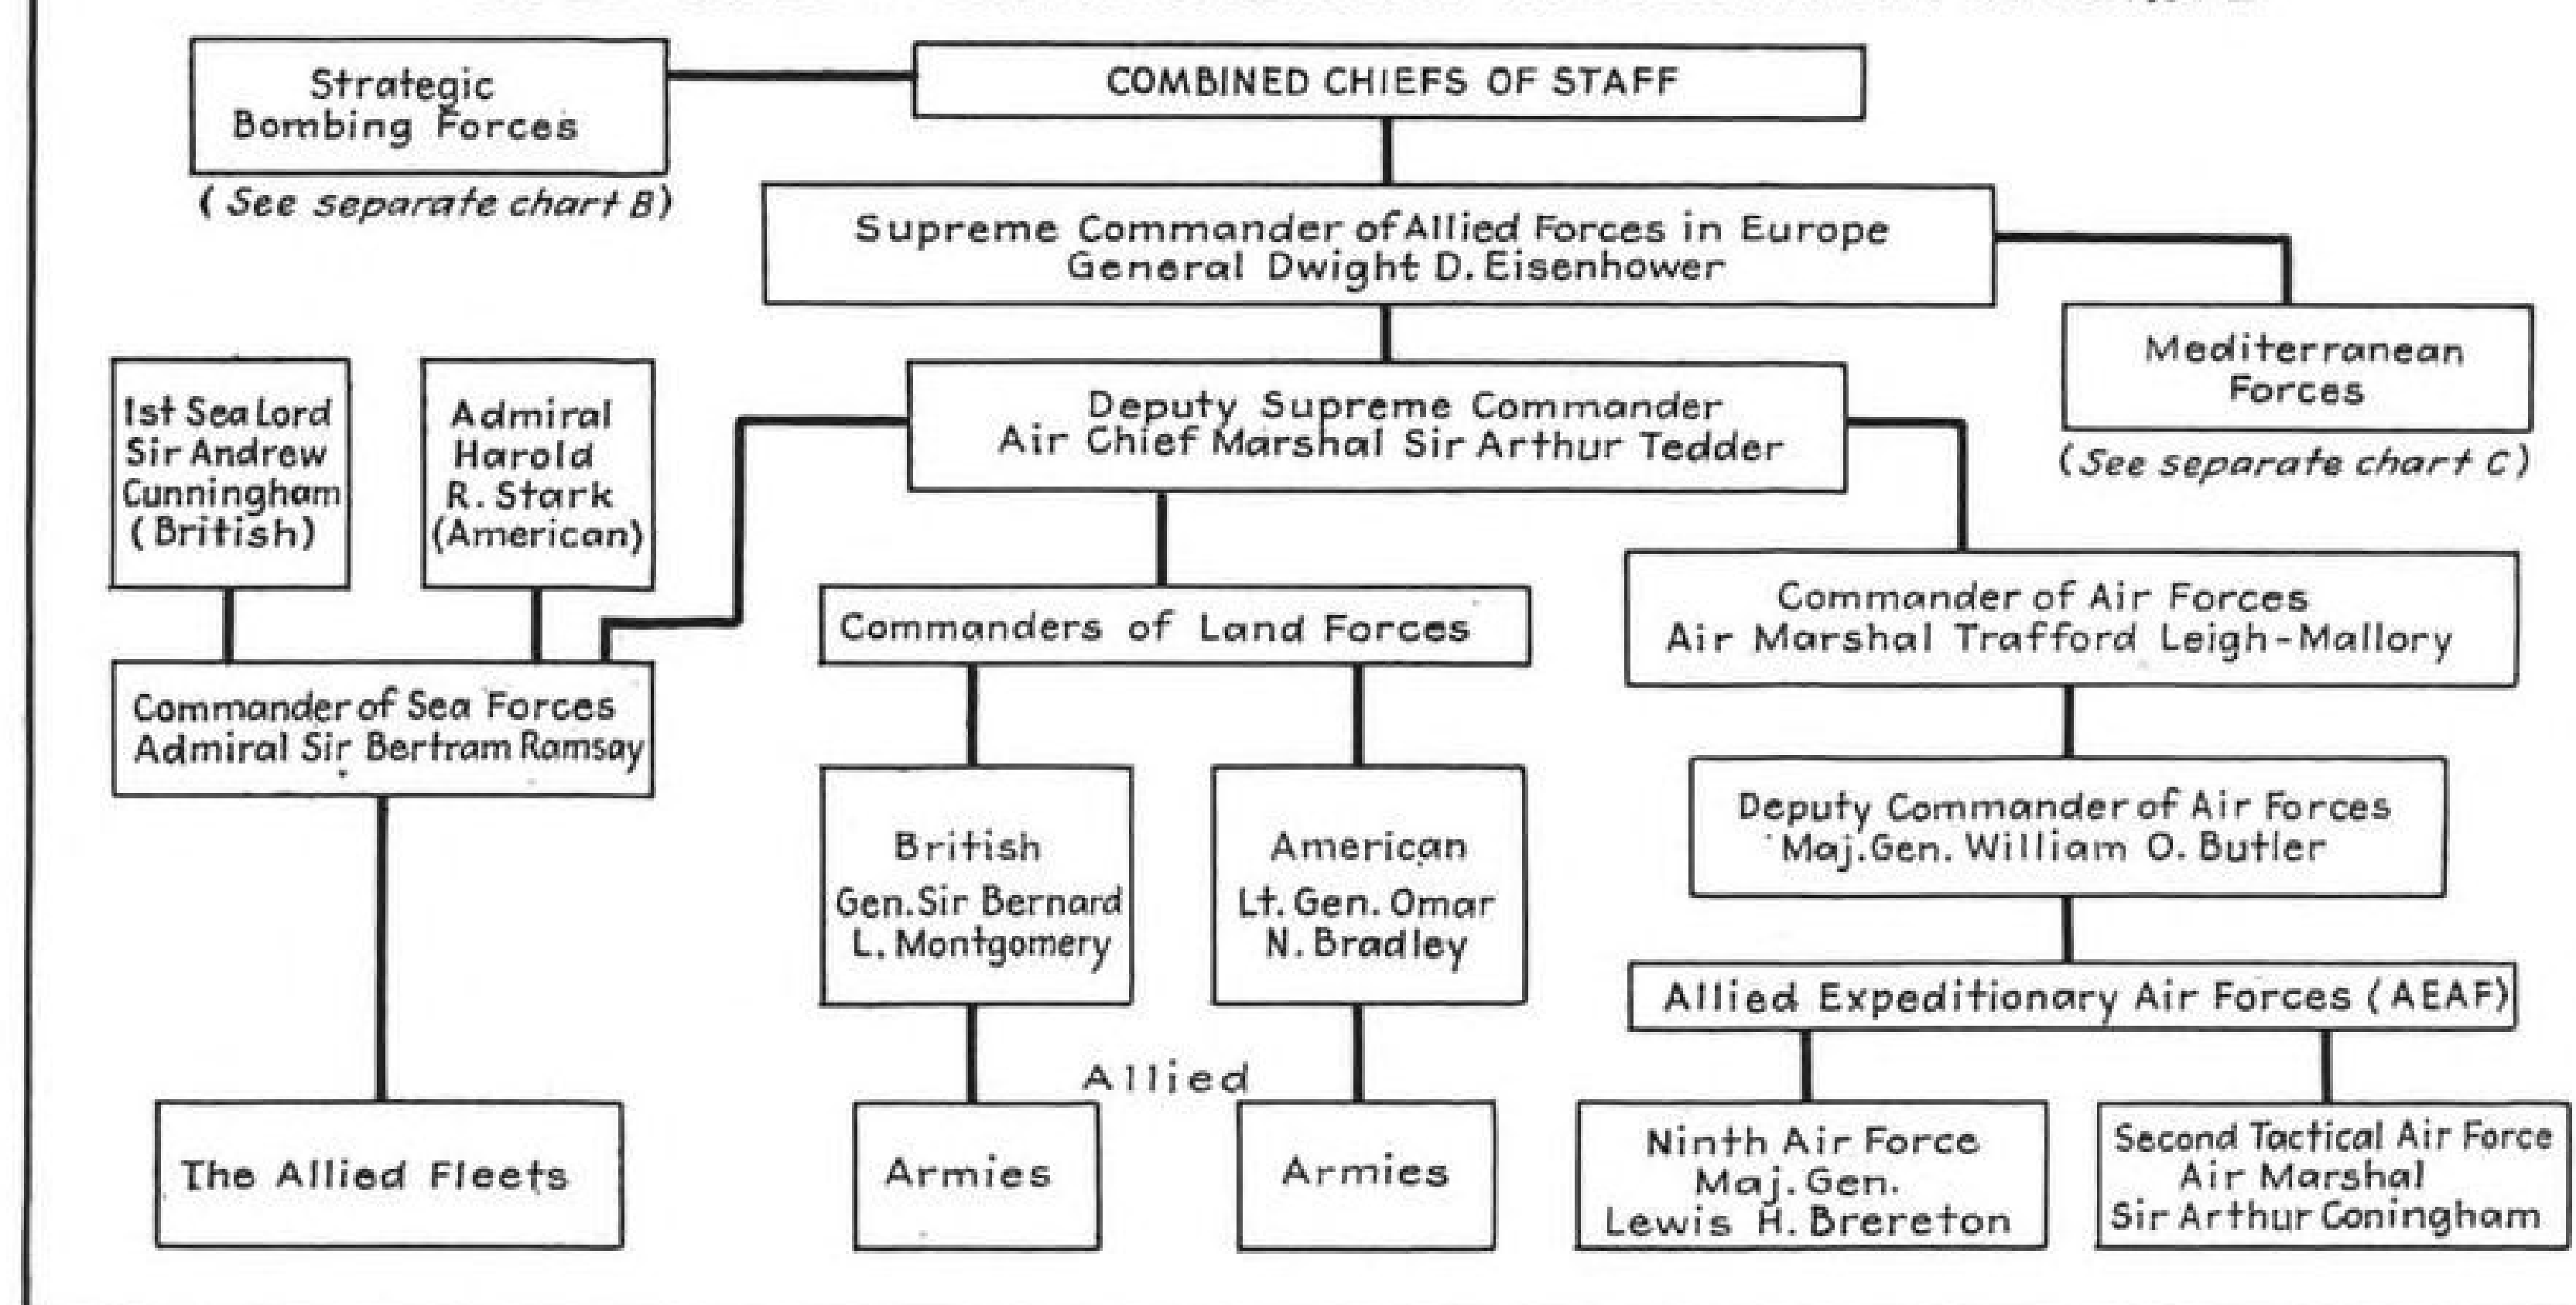 Strategic
Bombing Forces
(See separate chart B)
COMBINED CHIEFS OF STAFF
Supreme Commander of Allied Forces in Europe
General Dwight D. Eisenhower
Mediterranean
Forces
(See separate chart C)
1st Sea Lord
Sir Andrew
Cunningham
(British)
Admiral
Harold
R. Stark
(American)
Deputy Supreme Commander
Air Chief Marshal Sir Arthur Tedder
Commander of Sea Forces
Admiral Sir Bertram Ramsay
Commanders of Land Forces
Commander of Air Forces
Air Marshal Trafford Leigh-Mallory
British
Gen. Sir Bernard
L. Montgomery
American
Lt. Gen. Omar
N. Bradley
Deputy Commander of Air Forces
Maj. Gen. William O. Butler
Allied Expeditionary Air Forces (AEAF)
The Allied Fleets
Allied
Armies
Armies
Ninth Air Force
Maj. Gen.
Lewis H. Brereton
Second Tactical Air Force
Air Marshal
Sir Arthur Coningham